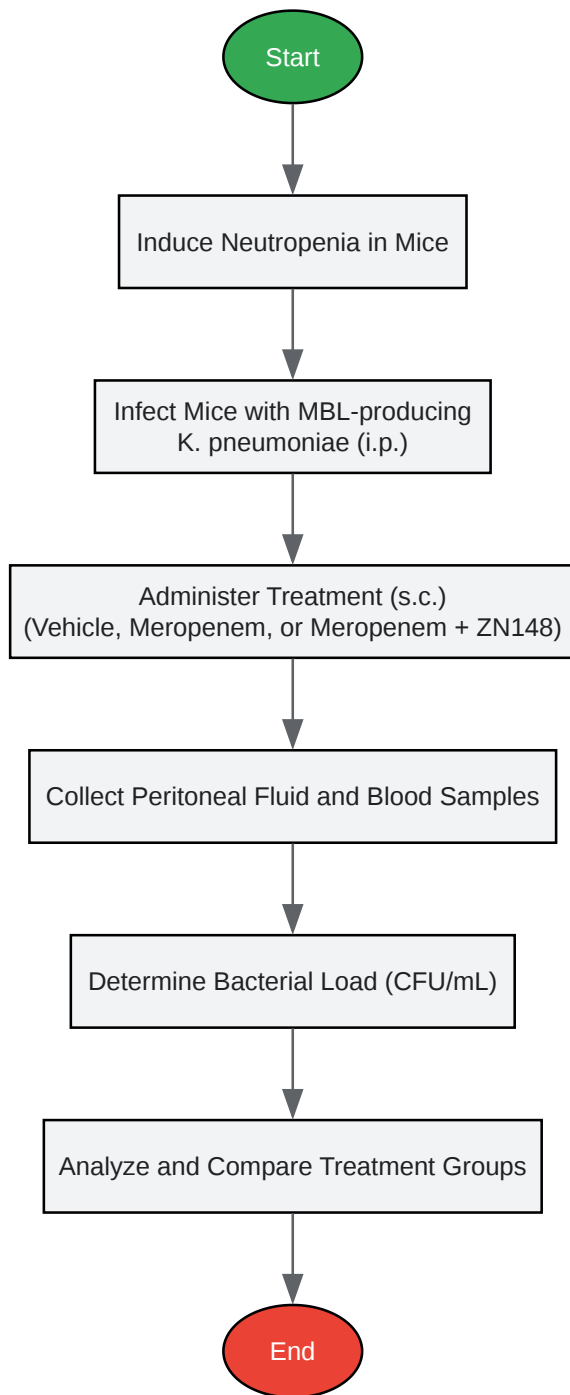 Start
Induce Neutropenia in Mice
Infect Mice with MBL-producing
K. pneumoniae (i.p.)
Administer Treatment (s.c.)
(Vehicle, Meropenem, or Meropenem + ZN148)
Collect Peritoneal Fluid and Blood Samples
Determine Bacterial Load (CFU/mL)
Analyze and Compare Treatment Groups
End